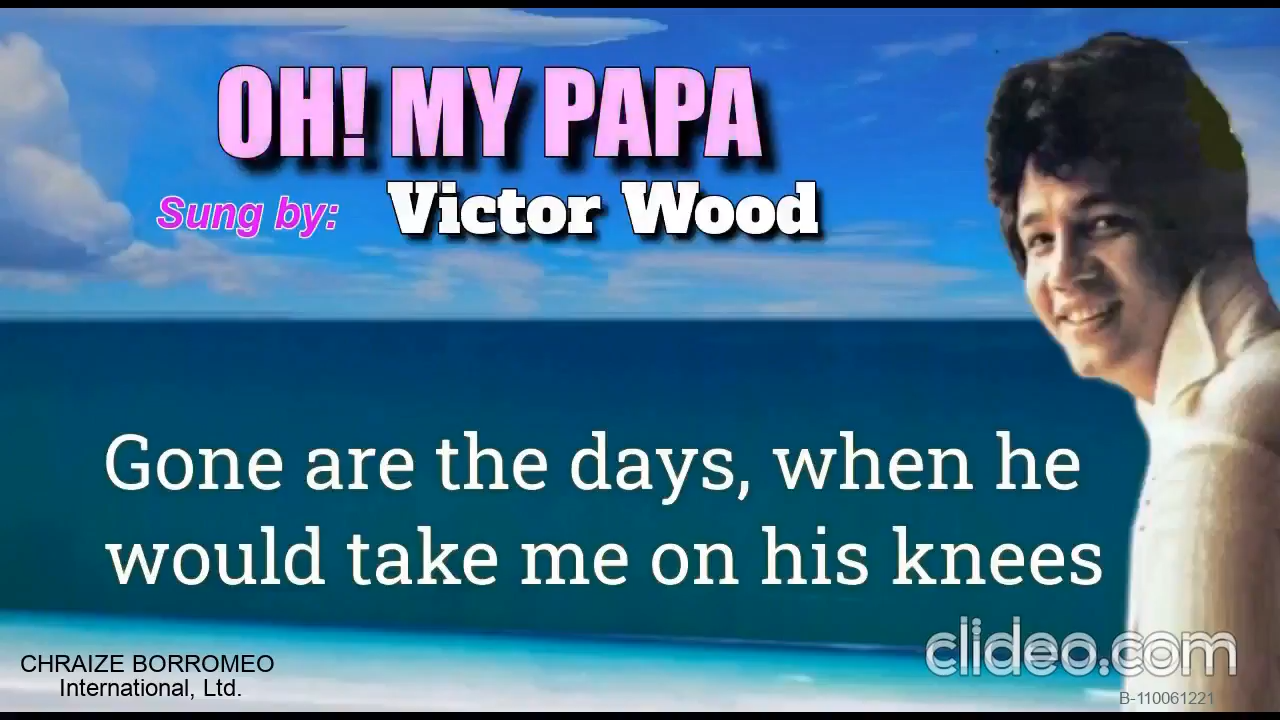 OH! MY PAPA
Sung by: Victor Wood
Gone are the days, when he
would take me on his knees
clideo.com
CHRAIZE BORROMEO
International, Ltd.
B-110061221